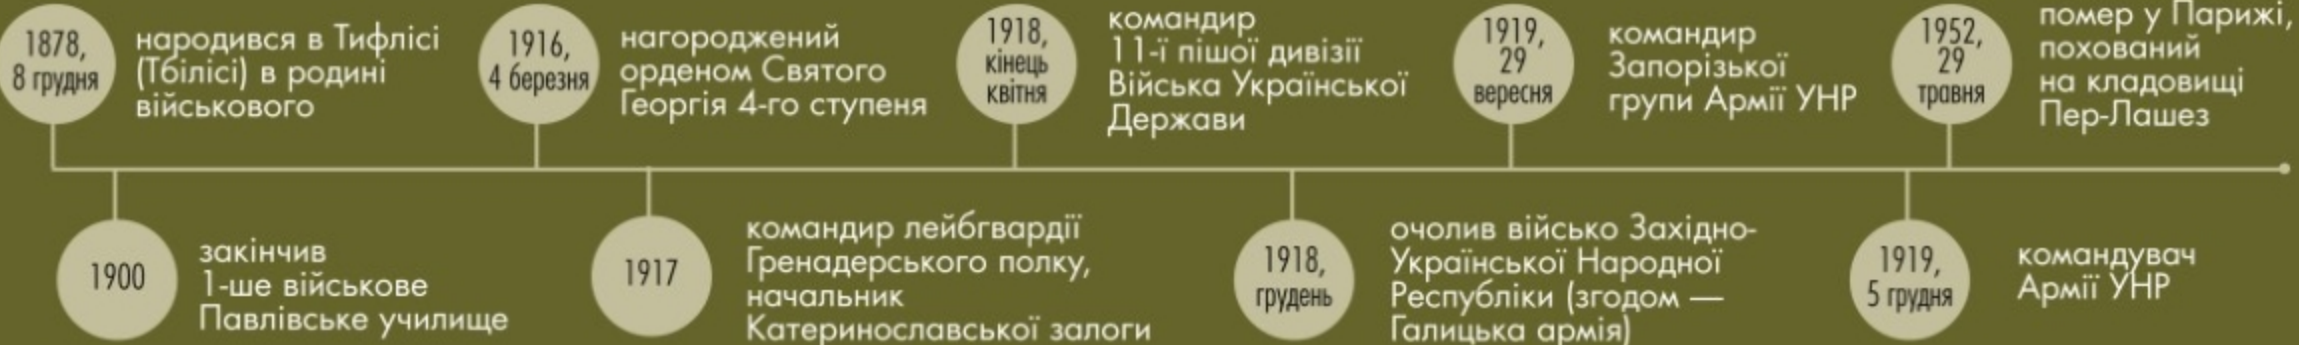 1878,
8 грудня
народився в Тифлісі
(Тбілісі) в родині
військового
1900
закінчив
1-ше військове
Павлівське училище
1916,
4 березня
нагороджений
орденом Святого
Георгія 4-го ступеня
1917
командир лейбгвардії
Гренадерського полку,
начальник
Катеринославської залоги
1918,
кінець
квітня
командир
11-ї пішої дивізії
Війська Української
Держави
1918,
грудень
очолив військо Західно-
Української Народної
Республіки (згодом —
Галицька армія)
1919,
29
вересня
командир
Запорізької
групи Армії УНР
1919,
5 грудня
командувач
Армії УНР
1952,
29
травня
помер у Парижі,
похований
на кладовищі
Пер-Лашез